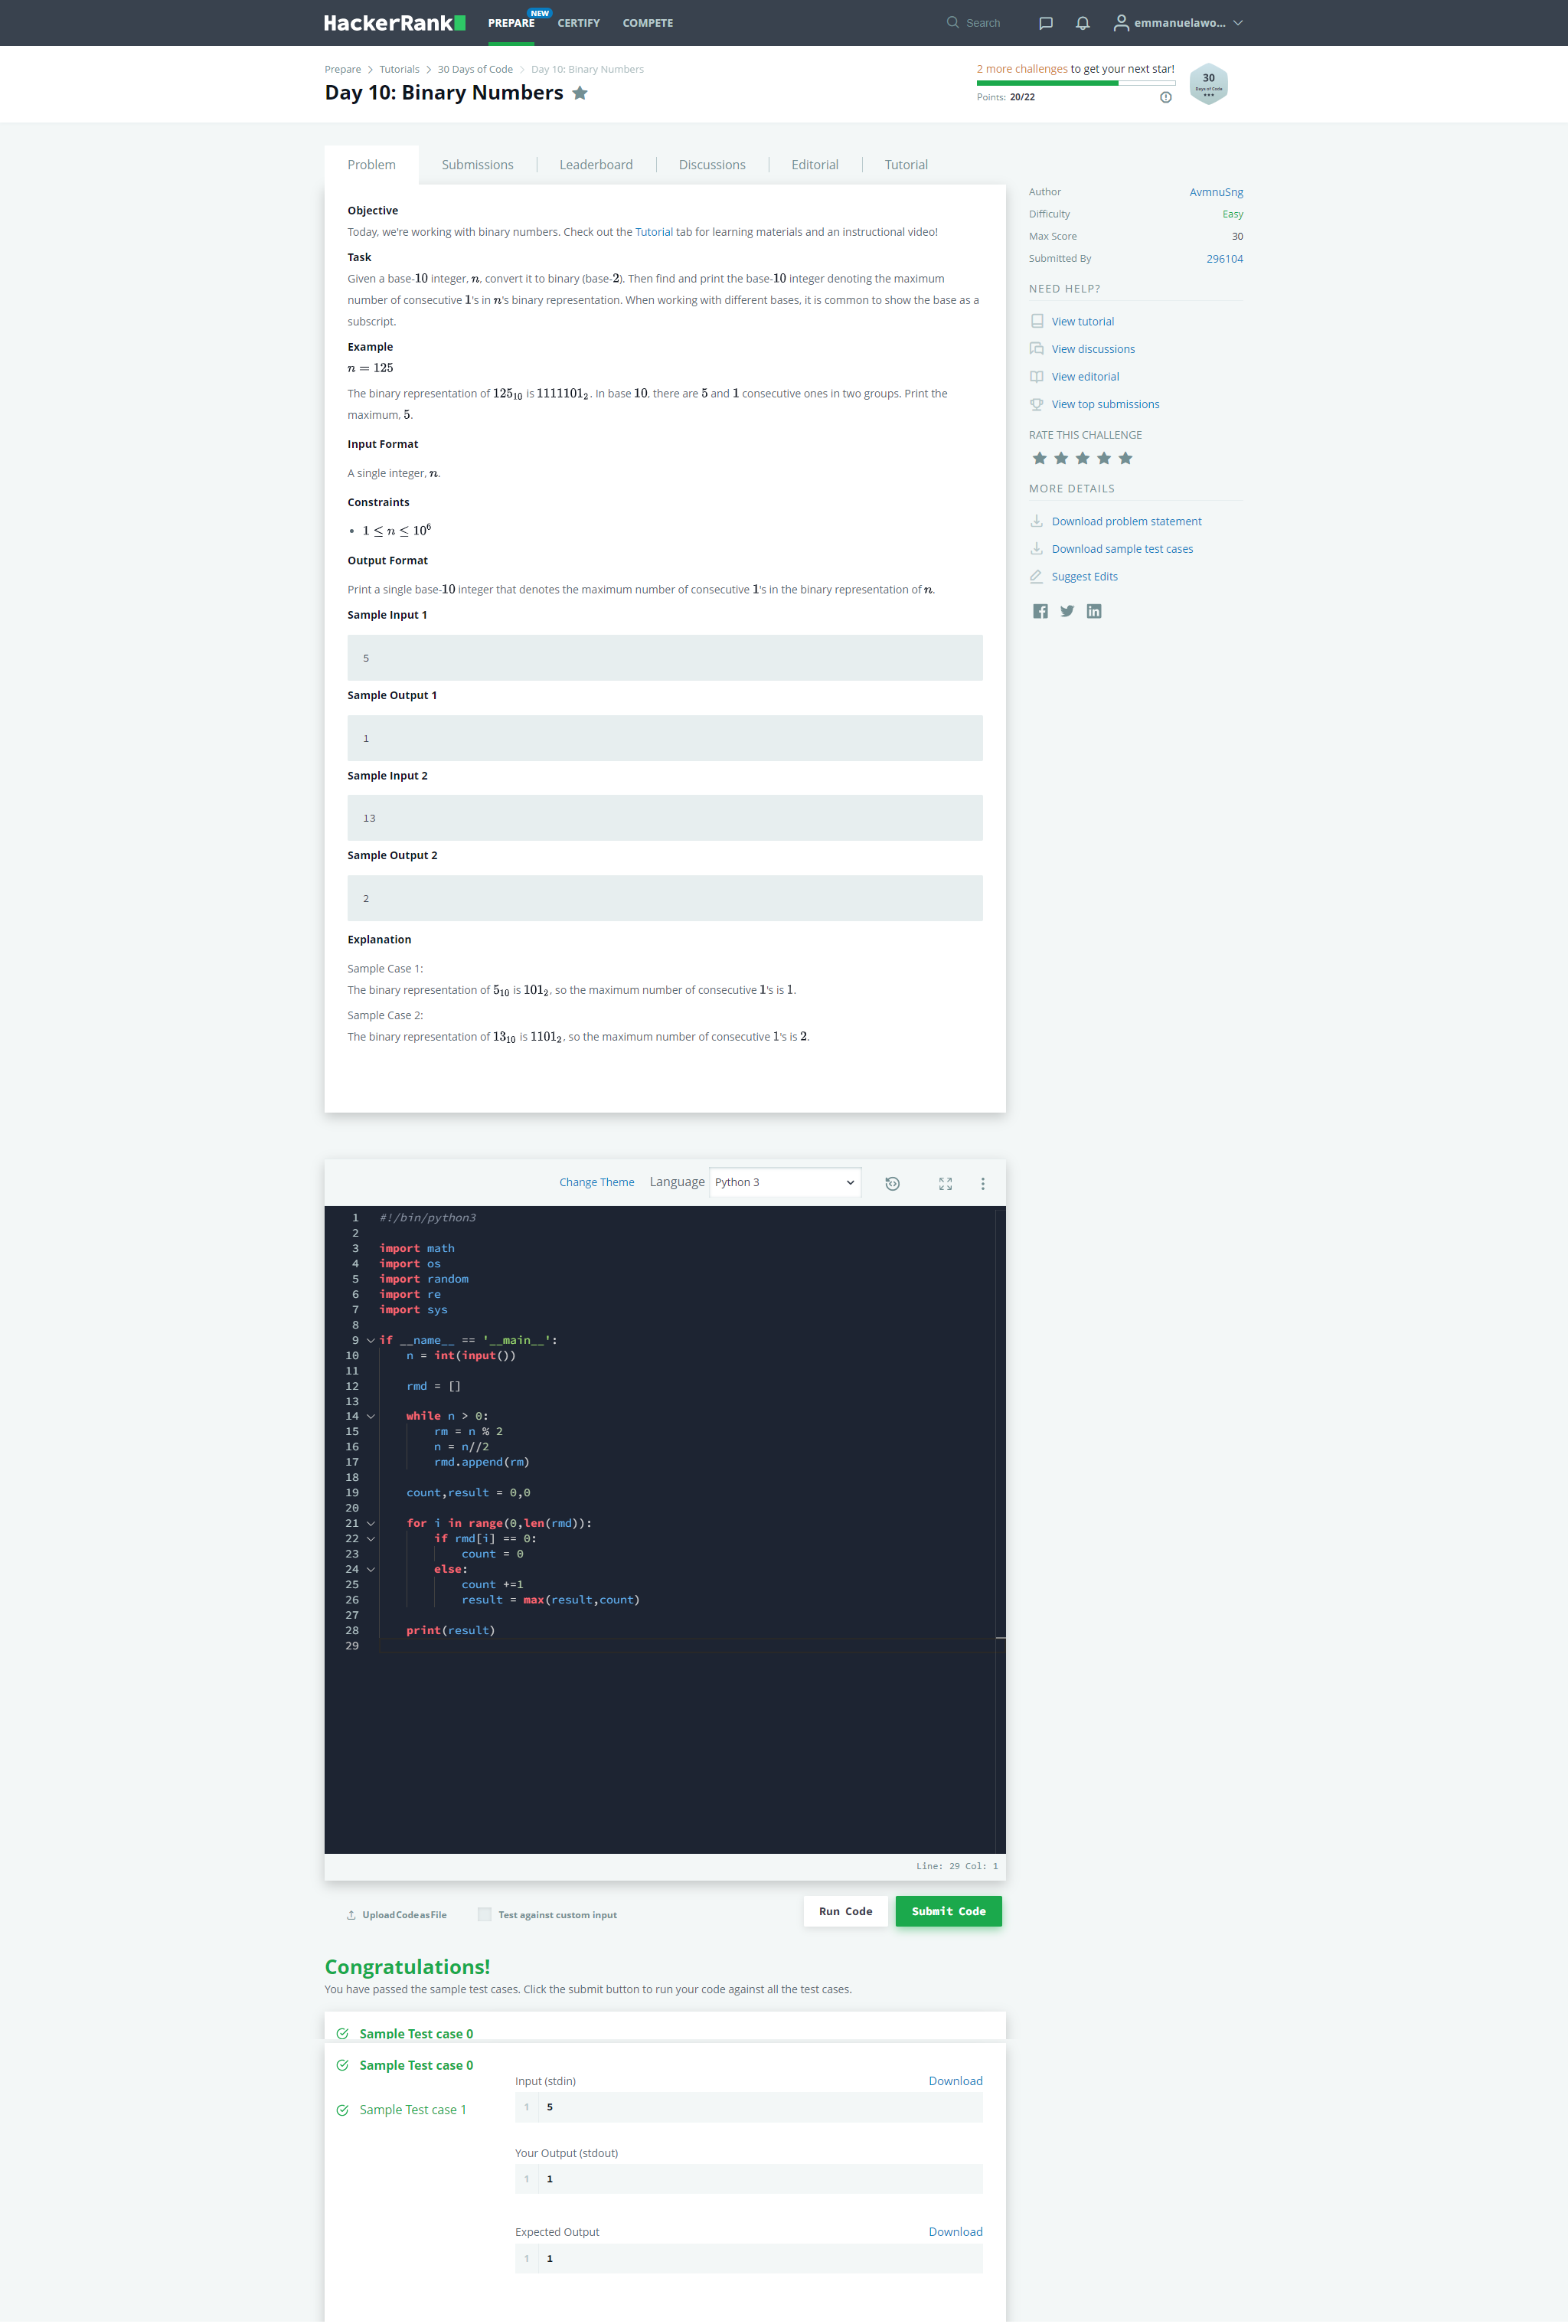 HackerRank PREPARE NEW CERTIFY COMPETE Search emmanuelawo...
Prepare > Tutorials > 30 Days of Code > Day 10: Binary Numbers
Day 10: Binary Numbers
2 more challenges to get your next star!
Points: 20/22
30
Days of Code
Problem Submissions Leaderboard Discussions Editorial Tutorial
Objective
Today, we're working with binary numbers. Check out the Tutorial tab for learning materials and an instructional video!
Task
Given a base-10 integer, n, convert it to binary (base-2). Then find and print the base-10 integer denoting the maximum
number of consecutive 1's in n's binary representation. When working with different bases, it is common to show the base as a
subscript.
Example
n = 125
The binary representation of 125₁₀ is 1111101₂. In base 10, there are 5 and 1 consecutive ones in two groups. Print the
maximum, 5.
Input Format
A single integer, n.
Constraints
• 1 ≤ n ≤ 10⁶
Output Format
Print a single base-10 integer that denotes the maximum number of consecutive 1's in the binary representation of n.
Sample Input 1
5
Sample Output 1
1
Sample Input 2
13
Sample Output 2
2
Explanation
Sample Case 1:
The binary representation of 5₁₀ is 101₂, so the maximum number of consecutive 1's is 1.
Sample Case 2:
The binary representation of 13₁₀ is 1101₂, so the maximum number of consecutive 1's is 2.
Author AvmnuSng
Difficulty Easy
Max Score 30
Submitted By 296104
NEED HELP?
View tutorial
View discussions
View editorial
View top submissions
RATE THIS CHALLENGE
MORE DETAILS
Download problem statement
Download sample test cases
Suggest Edits
Change Theme Language Python 3
1 #!/bin/python3
2
3 import math
4 import os
5 import random
6 import re
7 import sys
8
9 if __name__ == '__main__':
10 n = int(input())
11
12 rmd = []
13
14 while n > 0:
15 rm = n % 2
16 n = n//2
17 rmd.append(rm)
18
19 count,result = 0,0
20
21 for i in range(0,len(rmd)):
22 if rmd[i] == 0:
23 count = 0
24 else:
25 count +=1
26 result = max(result,count)
27
28 print(result)
29
Line: 29 Col: 1
Upload Code as File Test against custom input Run Code Submit Code
Congratulations!
You have passed the sample test cases. Click the submit button to run your code against all the test cases.
Sample Test case 0
Sample Test case 0
Sample Test case 1
Input (stdin) Download
1 5
Your Output (stdout)
1 1
Expected Output Download
1 1